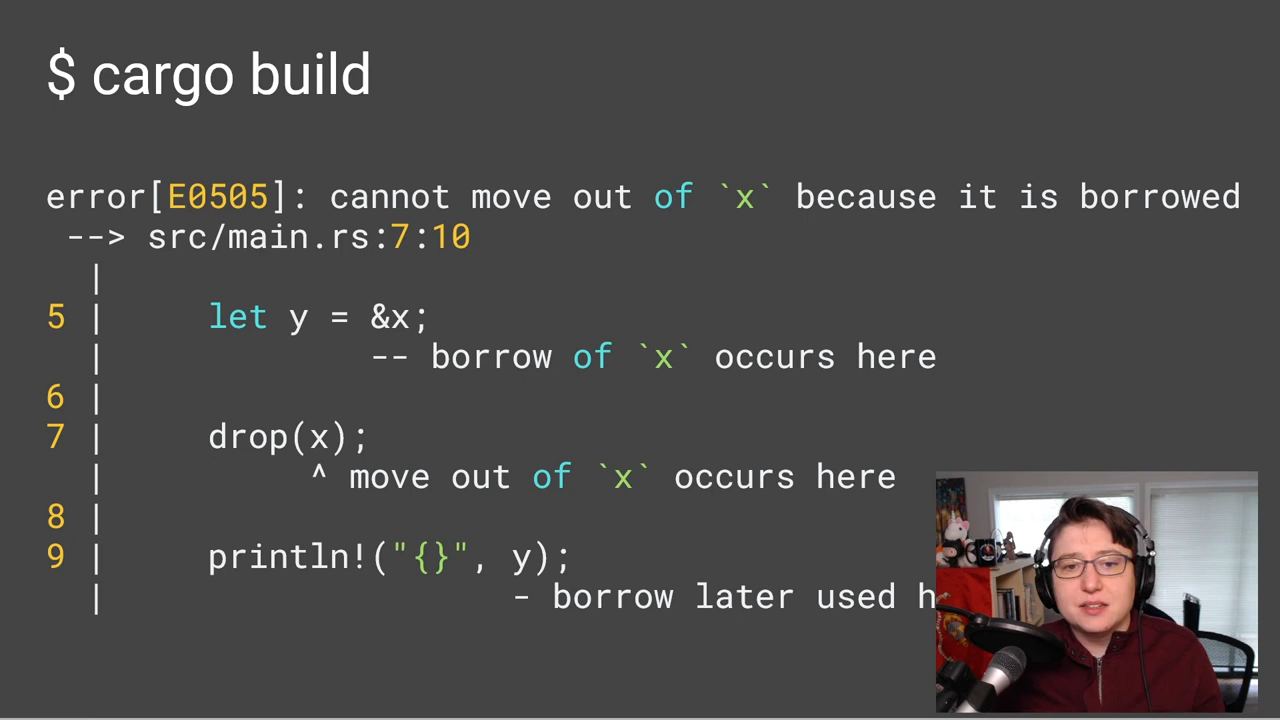 $ cargo build
error[E0505]: cannot move out of `x` because it is borrowed
--> src/main.rs:7:10
|
5 | let y = &x;
| -- borrow of `x` occurs here
6 |
7 | drop(x);
| ^ move out of `x` occurs here
8 |
9 | println!("{}", y);
| - borrow later used h